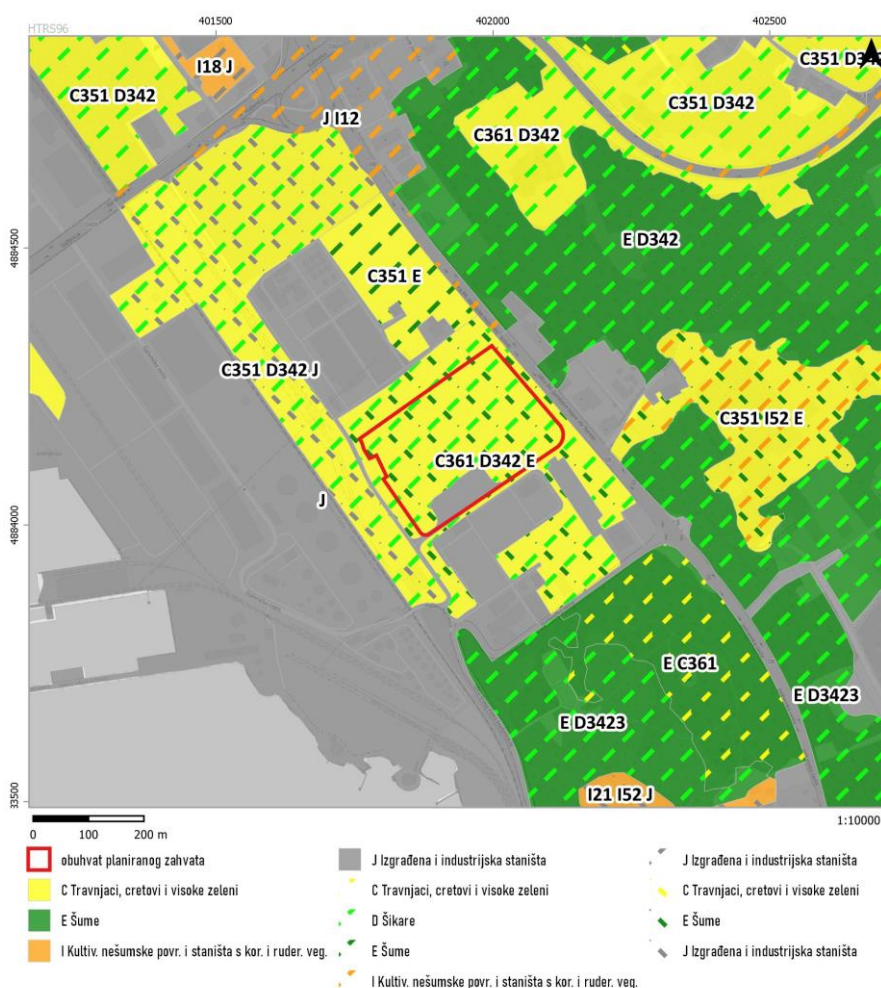 HTRS96
401500
402000
402500
I18 J
C351 D342
C351 D342
C351 D342
J I12
C361 D342
4884500
E D342
C351 E
C351 D342 J
C351 I52 E
C361 D342 E
J
4884000
E C361
E D3423
E D3423
I21 I52 J
33500
0 100 200 m
1:10000
obuhvat planiranog zahvata
C Travnjaci, cretovi i visoke zeleni
E Šume
I Kultiv. nešumske povr. i staništa s kor. i ruder. veg.
J Izgrađena i industrijska staništa
C Travnjaci, cretovi i visoke zeleni
D Šikare
E Šume
I Kultiv. nešumske povr. i staništa s kor. i ruder. veg.
J Izgrađena i industrijska staništa
C Travnjaci, cretovi i visoke zeleni
E Šume
J Izgrađena i industrijska staništa